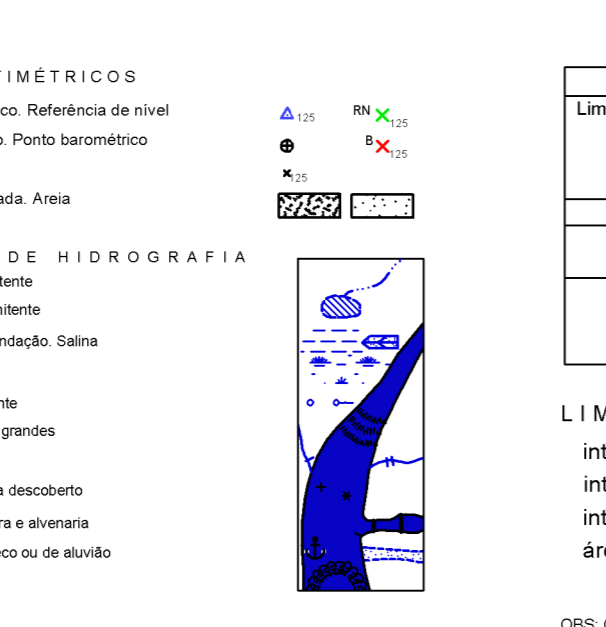 TIMÉTRICOS
co. Referência de nível
o. Ponto barométrico
ada. Areia
125 RN 125
B 125
125
DE HIDROGRAFIA
tente
nitente
ndação. Salina
nte
grandes
a descoberto
ra e alvenaria
eco ou de aluvião
Lim
LIM
int
int
int
áre
OBS: